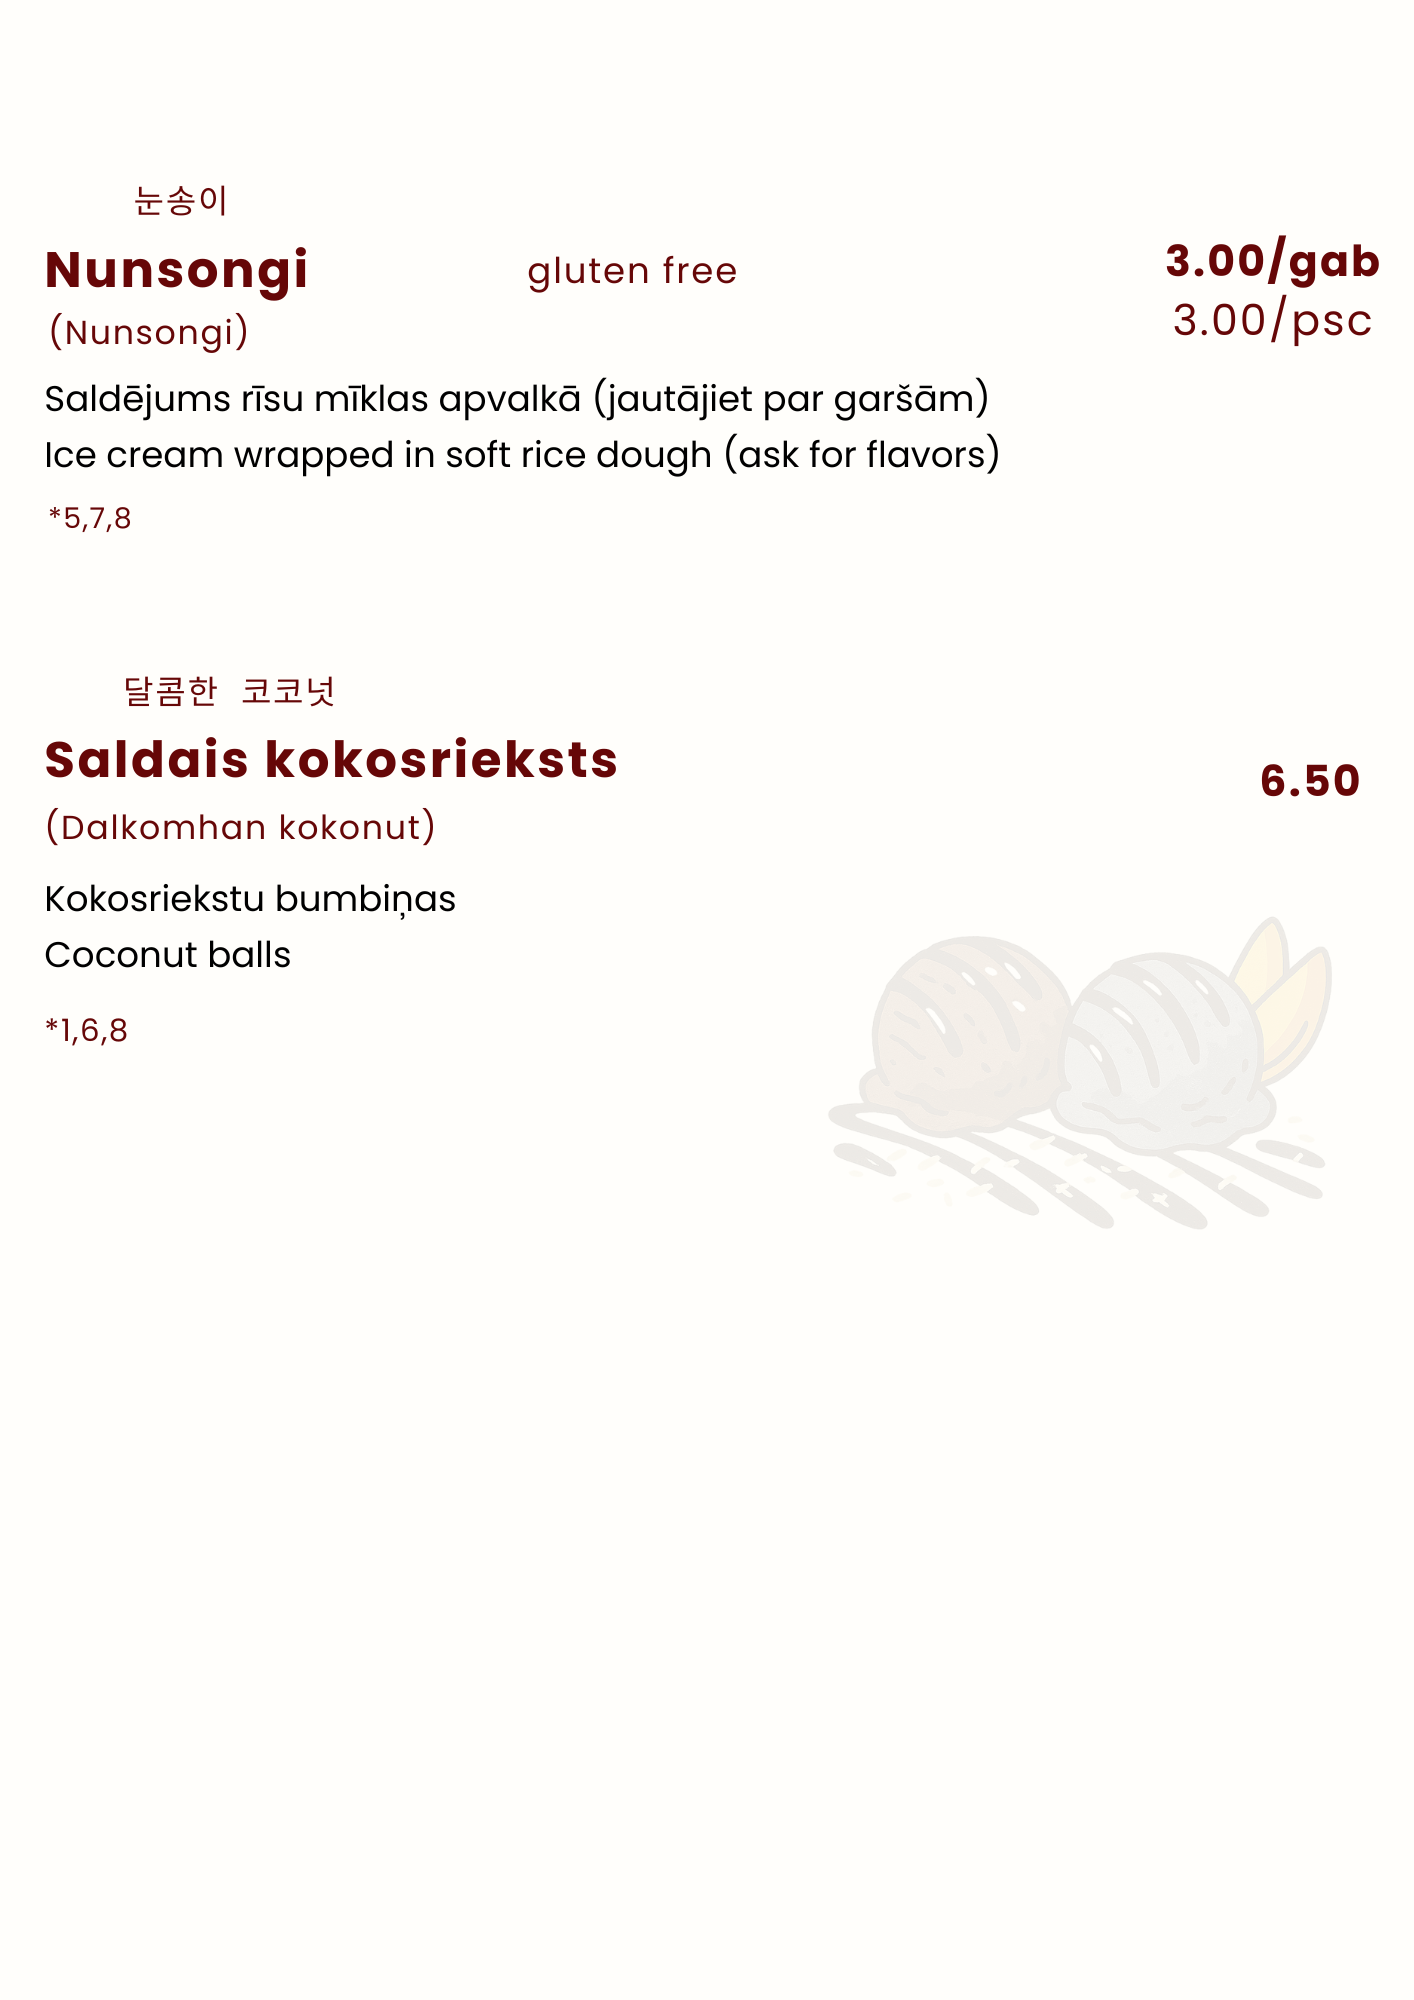 눈송이
Nunsongi gluten free 3.00/gab
(Nunsongi) 3.00/psc
Saldējums rīsu mīklas apvalkā (jautājiet par garšām)
Ice cream wrapped in soft rice dough (ask for flavors)
*5,7,8
달콤한 코코넛
Saldais kokosrieksts 6.50
(Dalkomhan kokonut)
Kokosriekstu bumbiņas
Coconut balls
*1,6,8